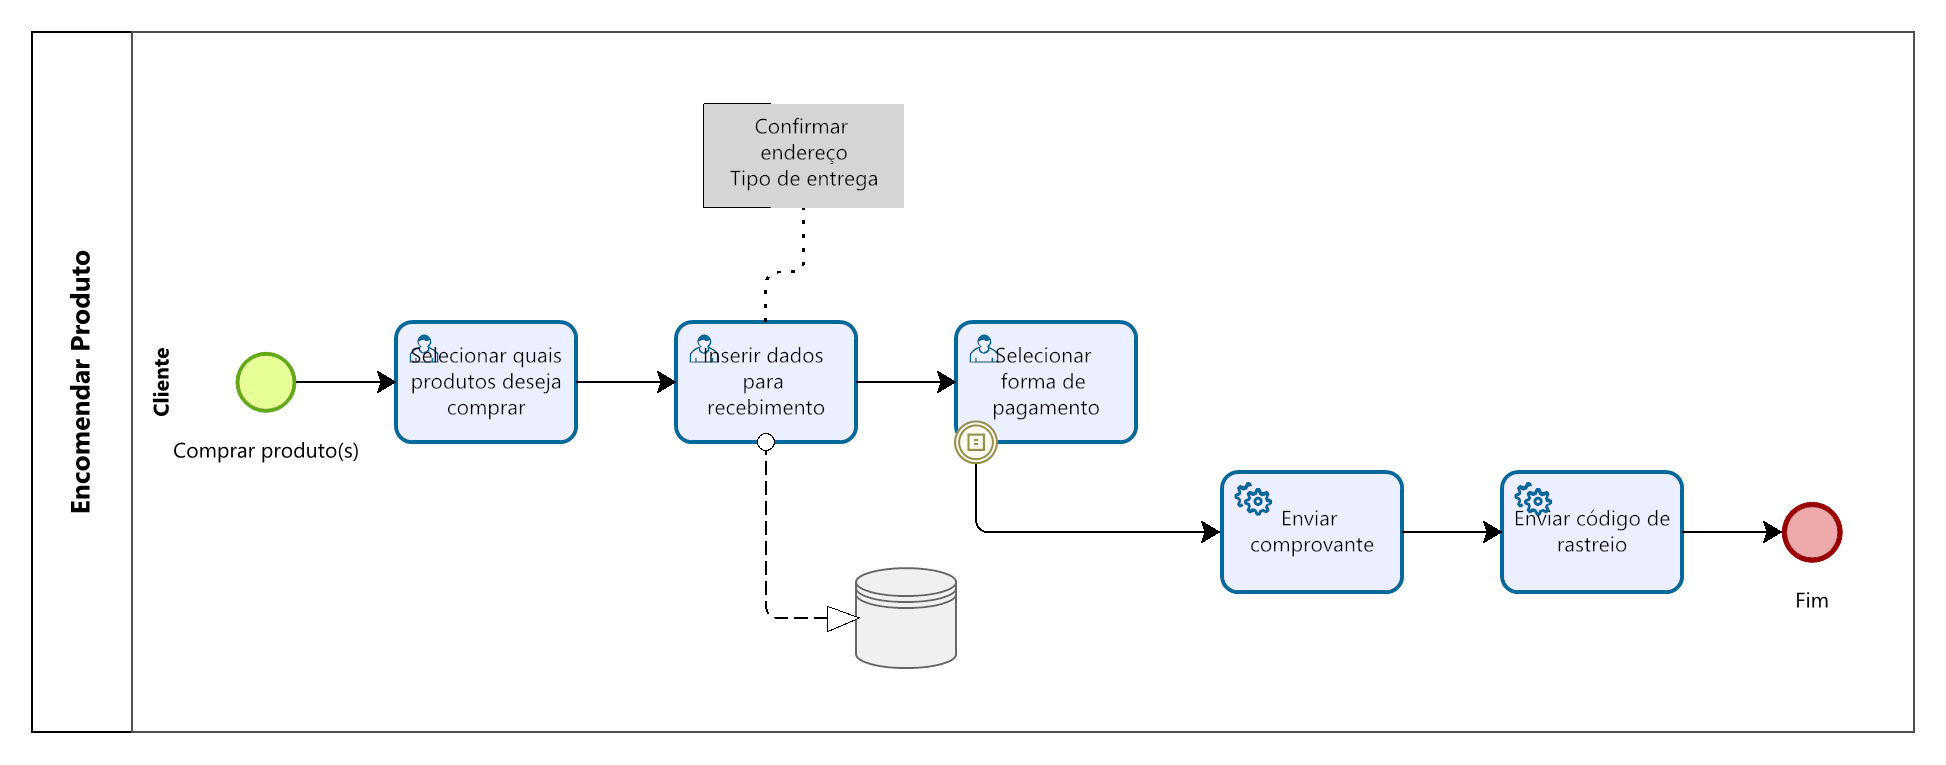 Encomendar Produto
Cliente
Comprar produto(s)
Selecionar quais
produtos deseja
comprar
Confirmar
endereço
Tipo de entrega
Inserir dados
para
recebimento
Selecionar
forma de
pagamento
Enviar
comprovante
Enviar código de
rastreio
Fim